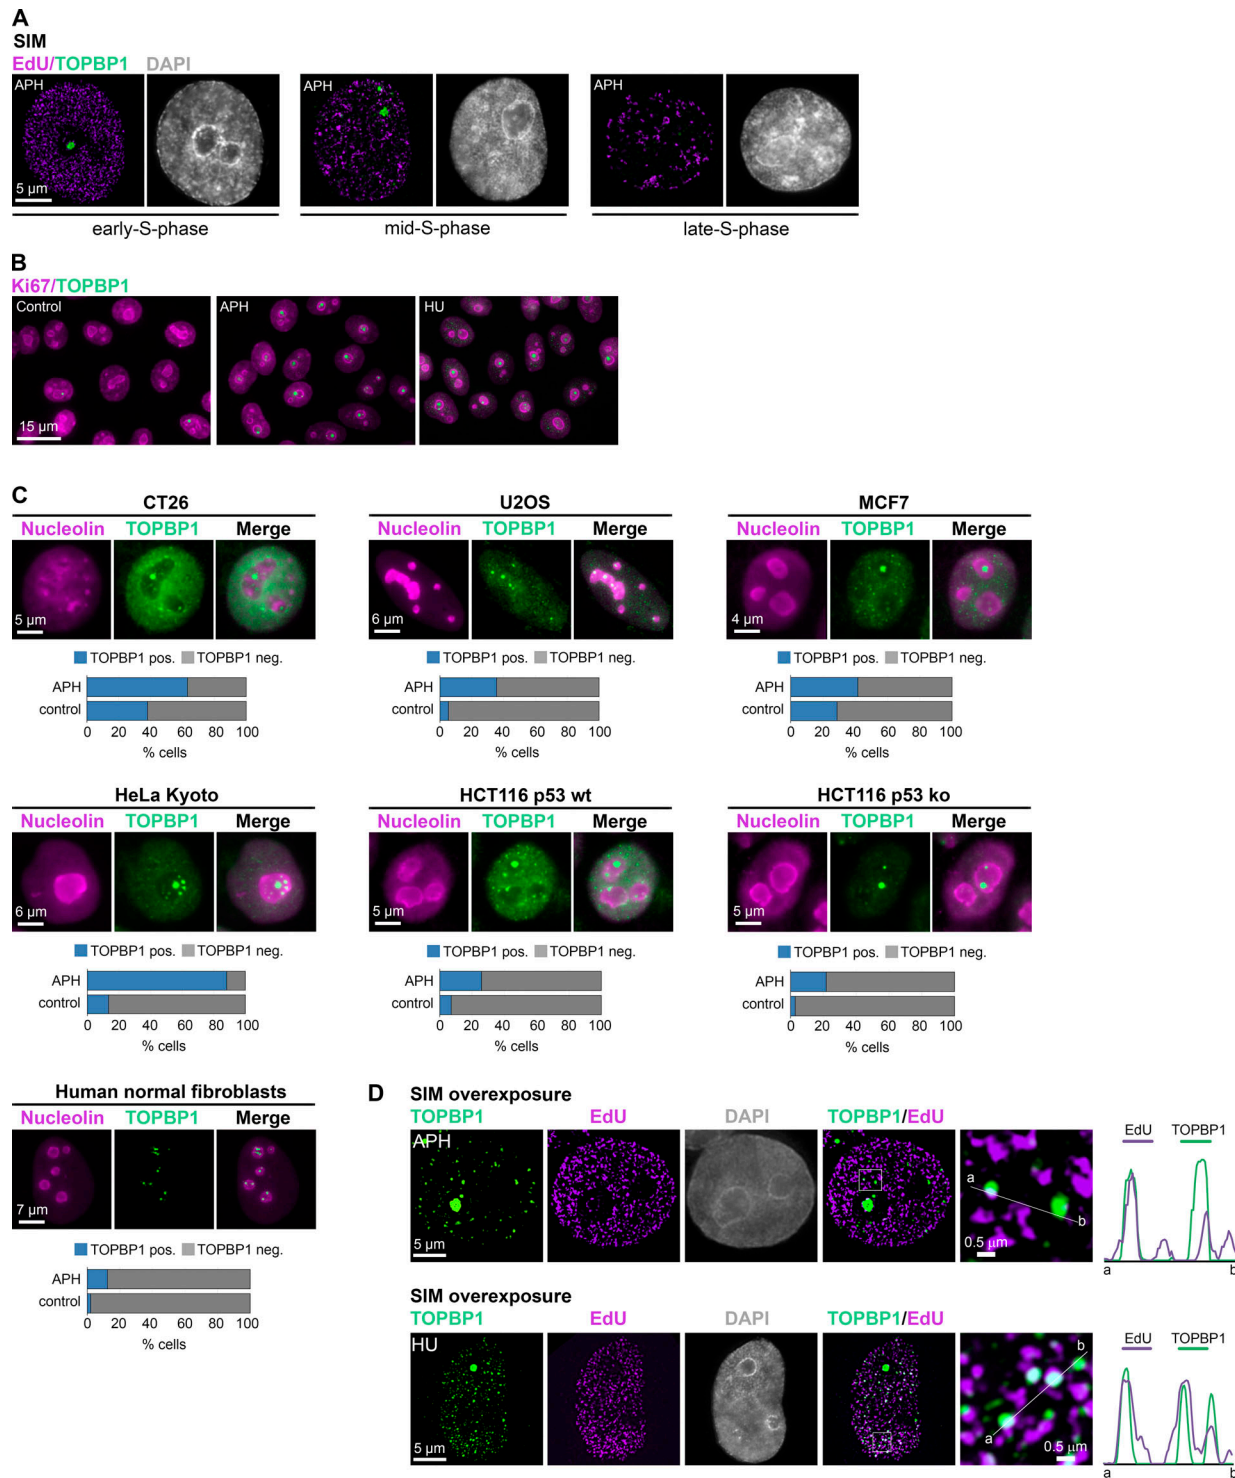 A
SIM
EdU/TOPBP1 DAPI
APH APH APH
5 µm
early-S-phase mid-S-phase late-S-phase
B
Ki67/TOPBP1
Control APH HU
15 µm
C
CT26 U2OS MCF7
Nucleolin TOPBP1 Merge Nucleolin TOPBP1 Merge Nucleolin TOPBP1 Merge
5 µm 6 µm 4 µm
TOPBP1 pos. TOPBP1 neg. TOPBP1 pos. TOPBP1 neg. TOPBP1 pos. TOPBP1 neg.
APH APH APH
control control control
0 20 40 60 80 100 0 20 40 60 80 100 0 20 40 60 80 100
% cells % cells % cells
HeLa Kyoto HCT116 p53 wt HCT116 p53 ko
Nucleolin TOPBP1 Merge Nucleolin TOPBP1 Merge Nucleolin TOPBP1 Merge
6 µm 5 µm 5 µm
TOPBP1 pos. TOPBP1 neg. TOPBP1 pos. TOPBP1 neg. TOPBP1 pos. TOPBP1 neg.
APH APH APH
control control control
0 20 40 60 80 100 0 20 40 60 80 100 0 20 40 60 80 100
% cells % cells % cells
Human normal fibroblasts
Nucleolin TOPBP1 Merge
7 µm
TOPBP1 pos. TOPBP1 neg.
APH
control
0 20 40 60 80 100
% cells
D
SIM overexposure
TOPBP1 EdU DAPI TOPBP1/EdU
APH
5 µm
a
b
0.5 µm
EdU TOPBP1
a b
SIM overexposure
TOPBP1 EdU DAPI TOPBP1/EdU
HU
5 µm
b
a
0.5 µm
EdU TOPBP1
a b